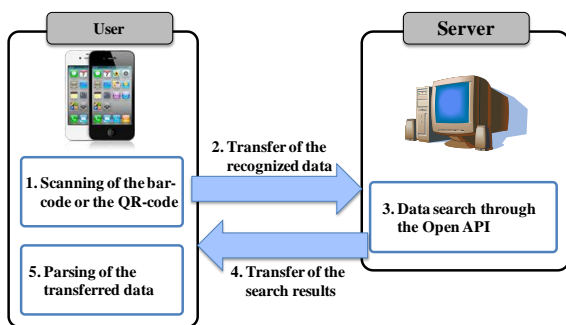 User
Server
2. Transfer of the
recognized data
1. Scanning of the bar-
code or the QR-code
3. Data search through
the Open API
5. Parsing of the
transferred data
4. Transfer of the
search results